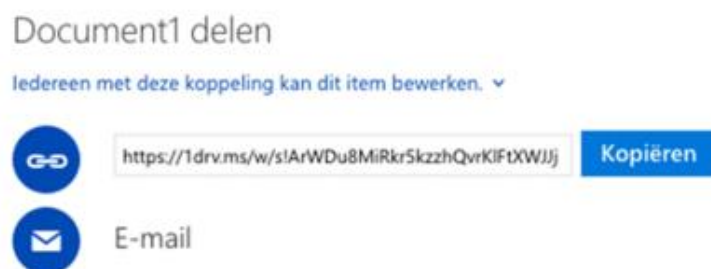 Document1 delen
Iedereen met deze koppeling kan dit item bewerken.
https://1drv.ms/w/s!ArWDu8MiRkr5kzzhQvrKlFtXWJJj
Kopiëren
E-mail